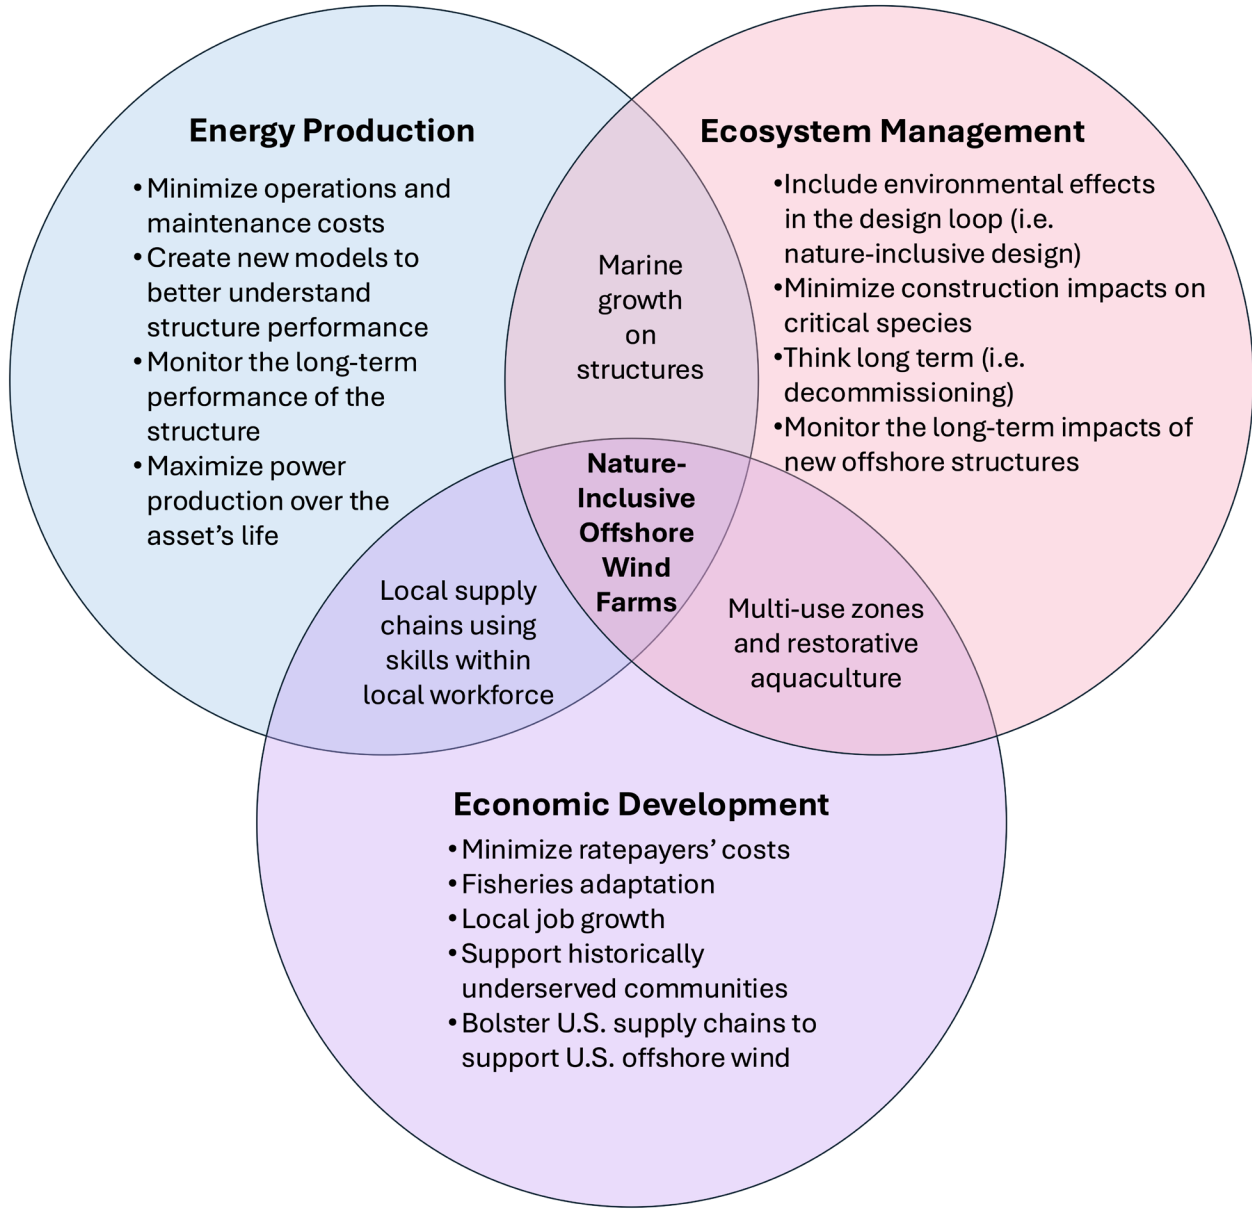 Energy Production
•Minimize operations and
maintenance costs
•Create new models to
better understand
structure performance
•Monitor the long-term
performance of the
structure
•Maximize power
production over the
asset’s life
Ecosystem Management
•Include environmental effects
in the design loop (i.e.
nature-inclusive design)
•Minimize construction impacts on
critical species
•Think long term (i.e.
decommissioning)
•Monitor the long-term impacts of
new offshore structures
Marine
growth
on
structures
Nature-
Inclusive
Offshore
Wind
Farms
Local supply
chains using
skills within
local workforce
Multi-use zones
and restorative
aquaculture
Economic Development
•Minimize ratepayers’ costs
•Fisheries adaptation
•Local job growth
•Support historically
underserved communities
•Bolster U.S. supply chains to
support U.S. offshore wind